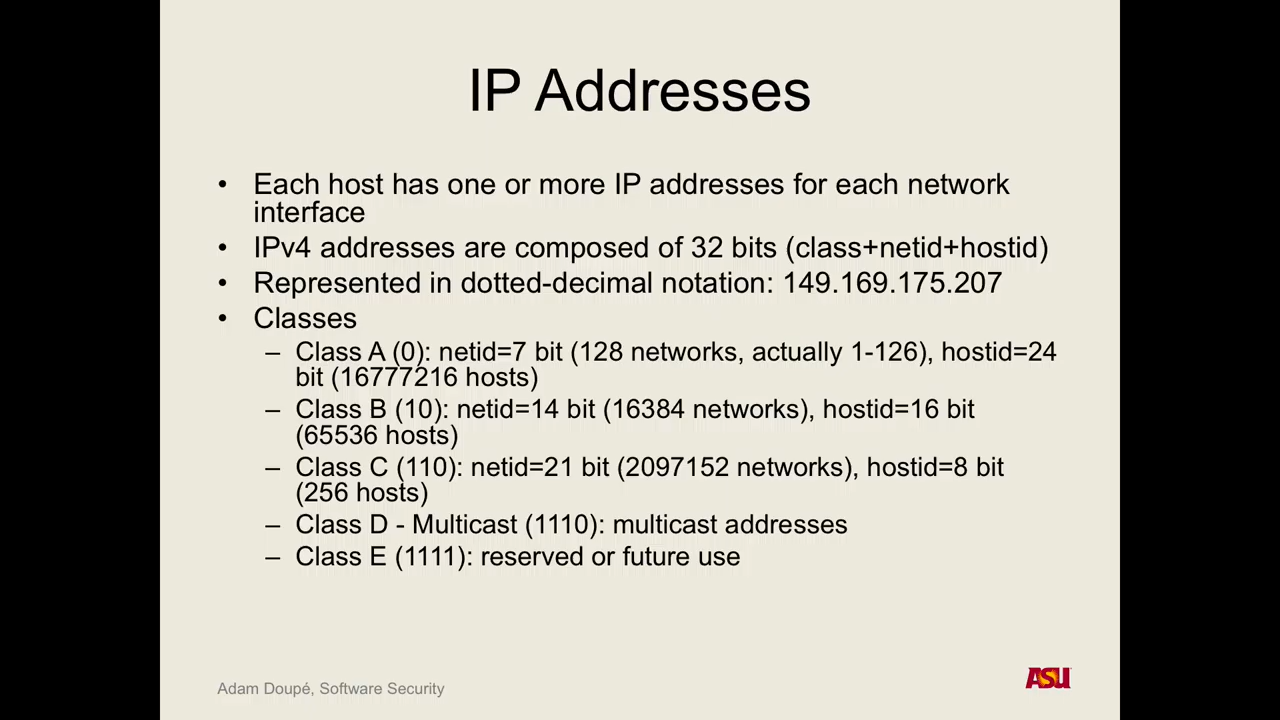 IP Addresses
• Each host has one or more IP addresses for each network
interface
• IPv4 addresses are composed of 32 bits (class+netid+hostid)
• Represented in dotted-decimal notation: 149.169.175.207
• Classes
– Class A (0): netid=7 bit (128 networks, actually 1-126), hostid=24
bit (16777216 hosts)
– Class B (10): netid=14 bit (16384 networks), hostid=16 bit
(65536 hosts)
– Class C (110): netid=21 bit (2097152 networks), hostid=8 bit
(256 hosts)
– Class D - Multicast (1110): multicast addresses
– Class E (1111): reserved or future use
Adam Doupé, Software Security
ASU